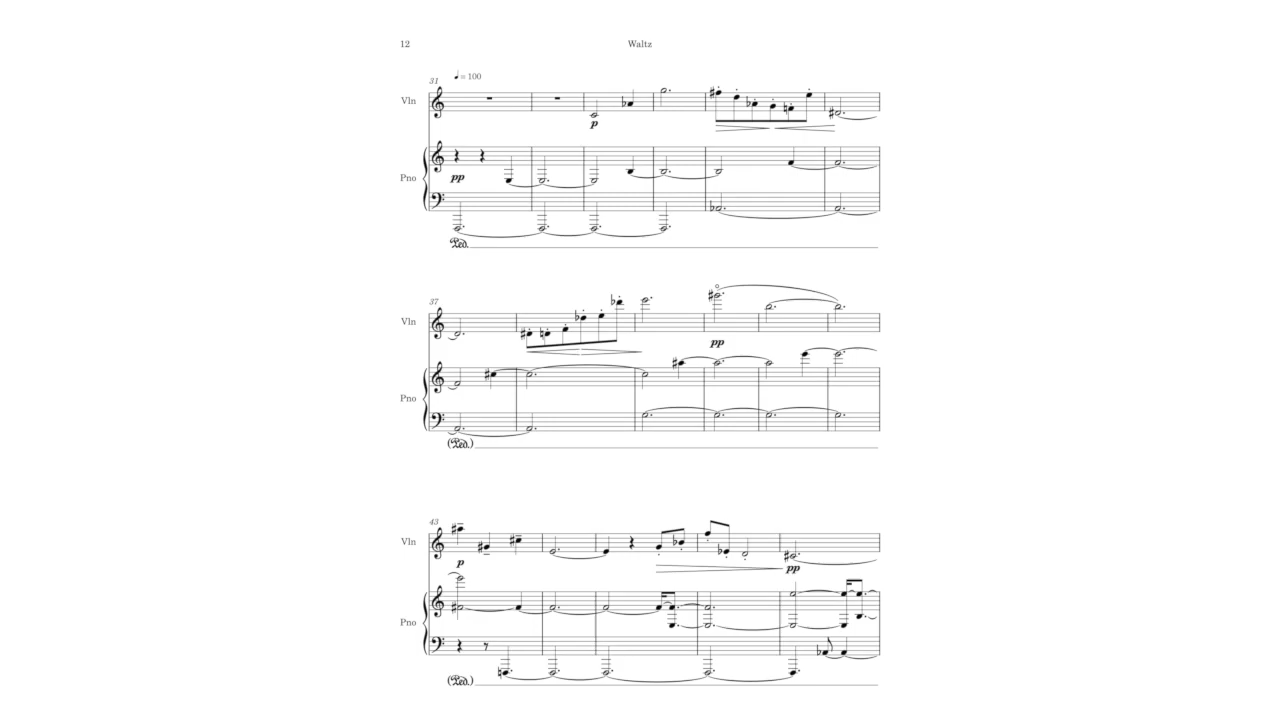 12 Waltz
31 ♩ = 100
Vln
p
Pno
pp
Ped.
37
Vln
pp
Pno
(Ped.)
43
Vln
p pp
Pno
(Ped.)